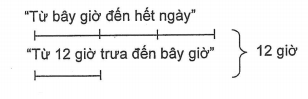 “Từ bây giờ đến hết ngày”
“Từ 12 giờ trưa đến bây giờ”
12 giờ